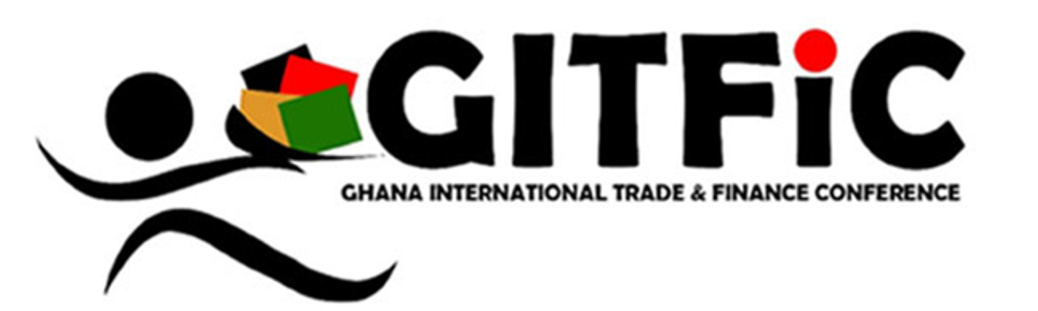 GITFiC
GHANA INTERNATIONAL TRADE & FINANCE CONFERENCE